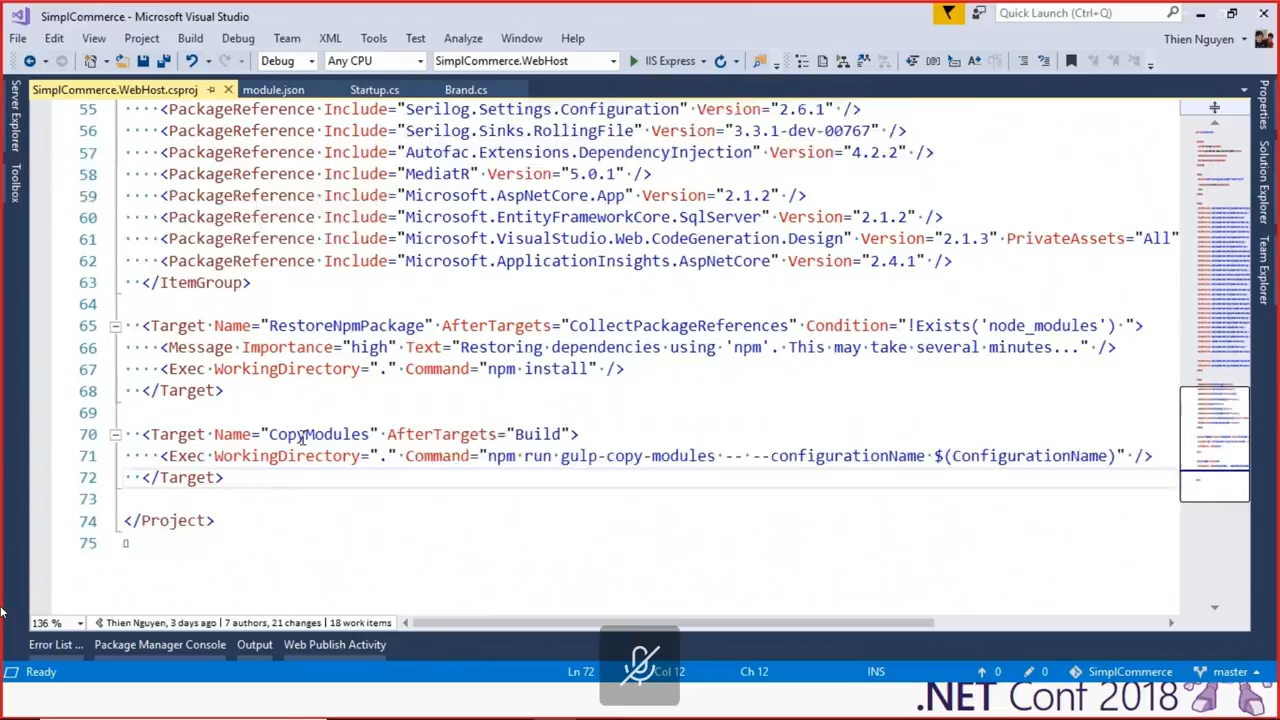 SimplCommerce - Microsoft Visual Studio
Quick Launch (Ctrl+Q)
File Edit View Project Build Debug Team XML Tools Test Analyze Window Help
Thien Nguyen
Debug Any CPU SimplCommerce.WebHost IIS Express
SimplCommerce.WebHost.csproj module.json Startup.cs Brand.cs
Server Explorer
Toolbox
Properties
Solution Explorer
Team Explorer
55 <PackageReference Include="Serilog.Settings.Configuration" Version="2.6.1" />
56 <PackageReference Include="Serilog.Sinks.RollingFile" Version="3.3.1-dev-00767" />
57 <PackageReference Include="Autofac.Extensions.DependencyInjection" Version="4.2.2" />
58 <PackageReference Include="MediatR" Version="5.0.1" />
59 <PackageReference Include="Microsoft.AspNetCore.App" Version="2.1.2" />
60 <PackageReference Include="Microsoft.EntityFrameworkCore.SqlServer" Version="2.1.2" />
61 <PackageReference Include="Microsoft.VisualStudio.Web.CodeGeneration.Design" Version="2.1.3" PrivateAssets="All"
62 <PackageReference Include="Microsoft.ApplicationInsights.AspNetCore" Version="2.4.1" />
63 </ItemGroup>
64
65 <Target Name="RestoreNpmPackage" AfterTargets="CollectPackageReferences" Condition="!Exists('node_modules') ">
66 <Message Importance="high" Text="Restoring dependencies using 'npm'. This may take several minutes..." />
67 <Exec WorkingDirectory="." Command="npm install" />
68 </Target>
69
70 <Target Name="CopyModules" AfterTargets="Build">
71 <Exec WorkingDirectory="." Command="npm run gulp-copy-modules -- --configurationName $(ConfigurationName)" />
72 </Target>
73
74 </Project>
75
136 % Thien Nguyen, 3 days ago | 7 authors, 21 changes | 18 work items
Error List ... Package Manager Console Output Web Publish Activity
Ready Ln 72 Col 12 Ch 12 INS 0 0 SimplCommerce master
.NET Conf 2018